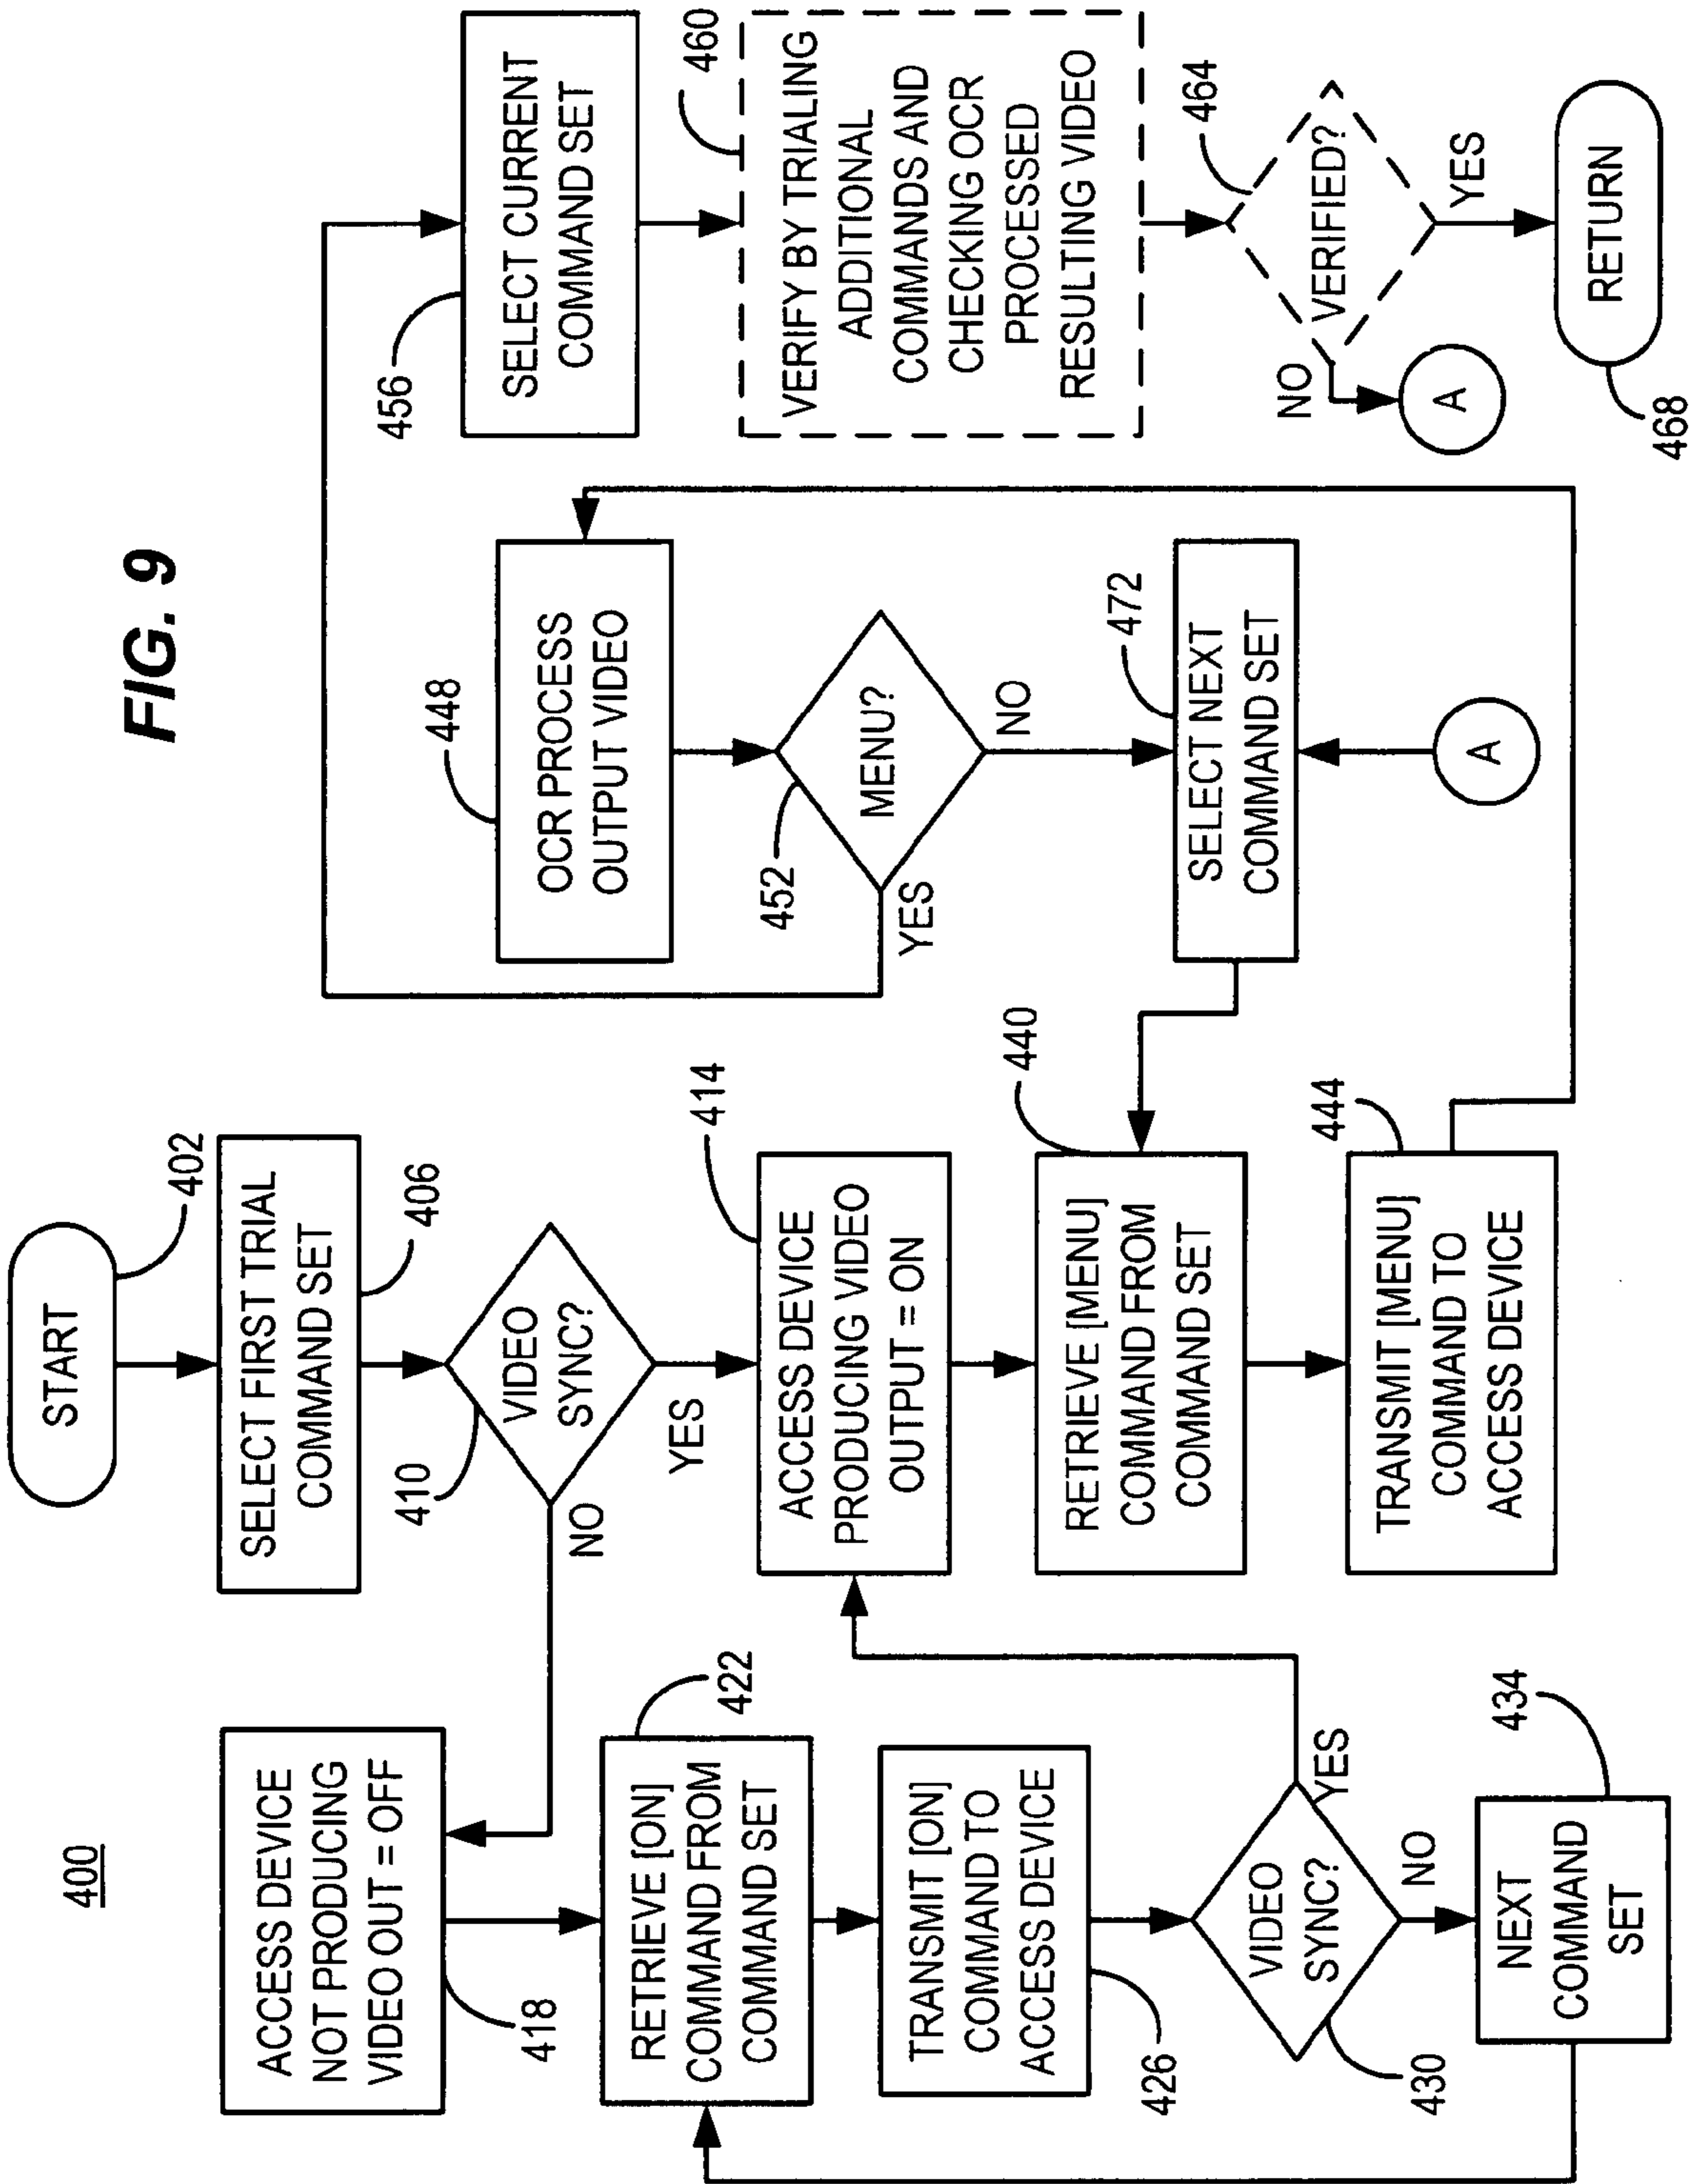 FIG. 9
400
START
402
SELECT FIRST TRIAL
COMMAND SET
406
VIDEO
SYNC?
410
NO
YES
ACCESS DEVICE
NOT PRODUCING
VIDEO OUT = OFF
418
RETRIEVE [ON]
COMMAND FROM
COMMAND SET
422
TRANSMIT [ON]
COMMAND TO
ACCESS DEVICE
426
VIDEO
SYNC?
430
YES
NO
NEXT
COMMAND
SET
434
ACCESS DEVICE
PRODUCING VIDEO
OUTPUT = ON
414
RETRIEVE [MENU]
COMMAND FROM
COMMAND SET
440
TRANSMIT [MENU]
COMMAND TO
ACCESS DEVICE
444
OCR PROCESS
OUTPUT VIDEO
448
MENU?
452
YES
NO
SELECT NEXT
COMMAND SET
472
A
SELECT CURRENT
COMMAND SET
456
VERIFY BY TRIALING
ADDITIONAL
COMMANDS AND
CHECKING OCR
PROCESSED
RESULTING VIDEO
460
VERIFIED?
464
NO
A
YES
RETURN
468